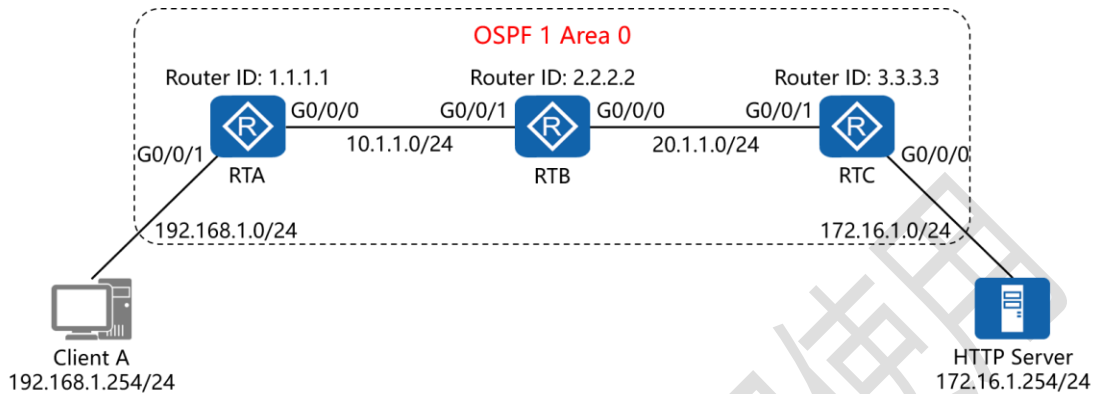 OSPF 1 Area 0
Router ID: 1.1.1.1
Router ID: 2.2.2.2
Router ID: 3.3.3.3
G0/0/0
G0/0/1
G0/0/0
G0/0/1
R
R
R
G0/0/1
10.1.1.0/24
20.1.1.0/24
G0/0/0
RTA
RTB
RTC
192.168.1.0/24
172.16.1.0/24
Client A
192.168.1.254/24
HTTP Server
172.16.1.254/24
使用